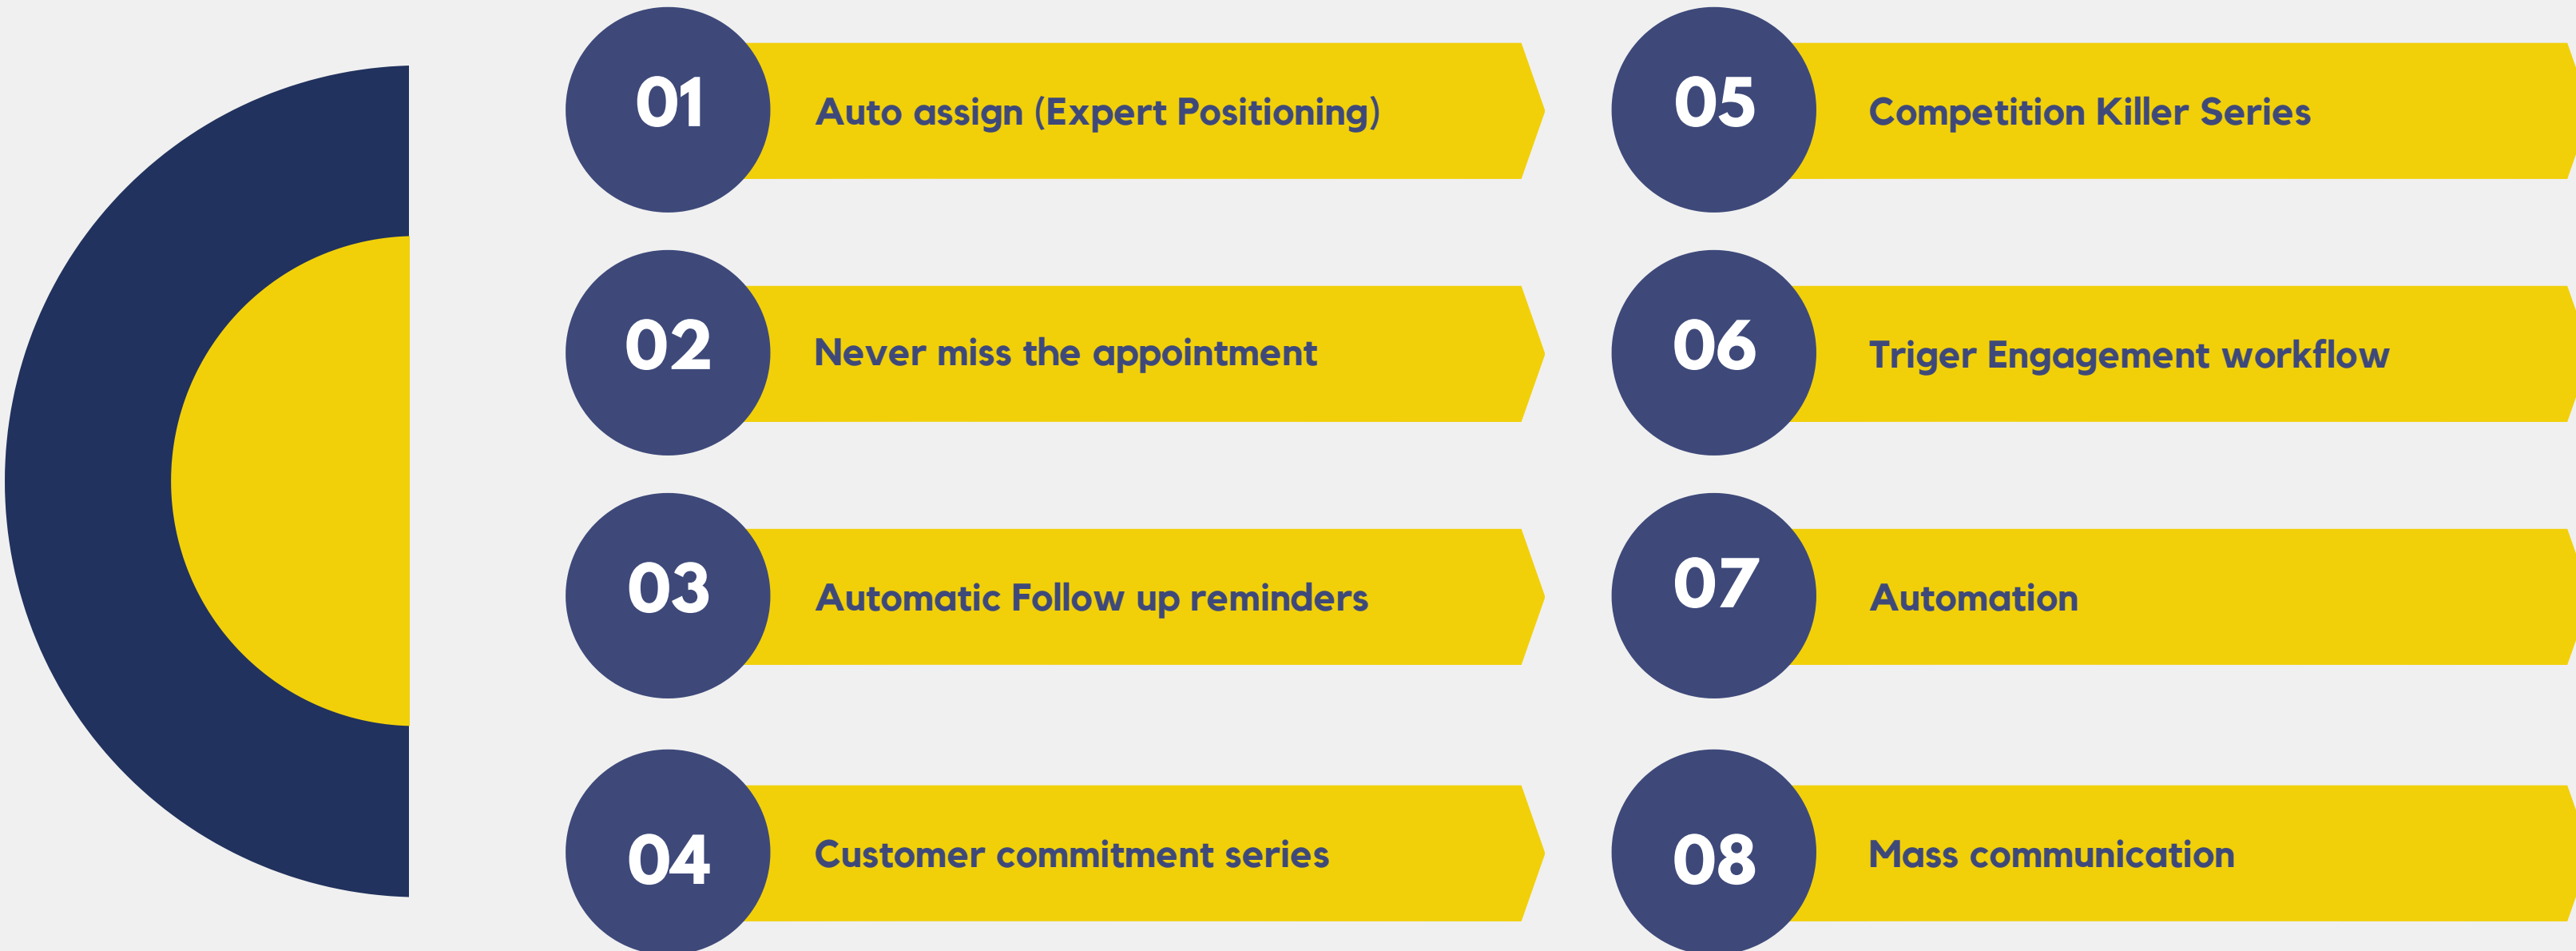 01
Auto assign (Expert Positioning)
02
Never miss the appointment
03
Automatic Follow up reminders
04
Customer commitment series
05
Competition Killer Series
06
Triger Engagement workflow
07
Automation
08
Mass communication